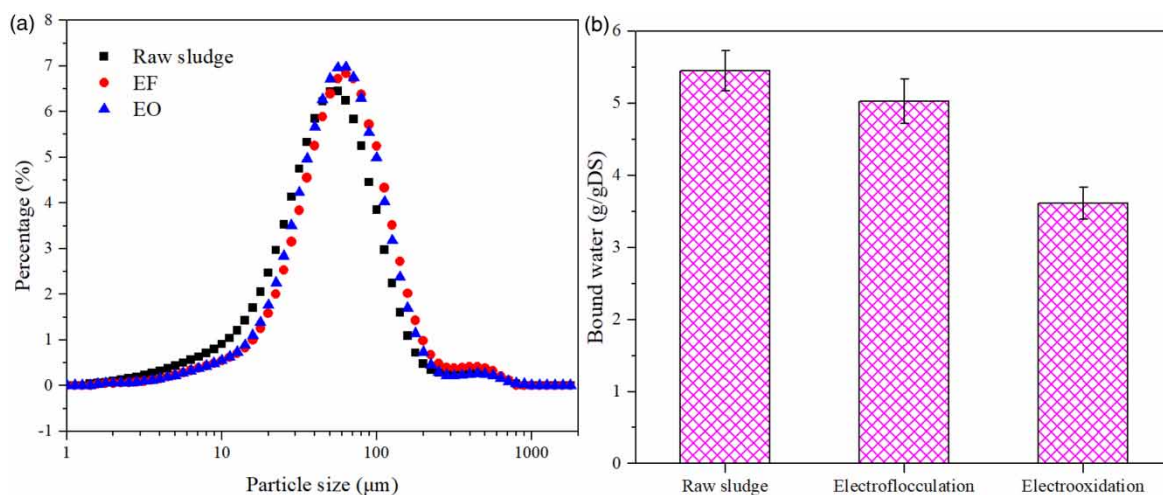 (a)
8
7
6
5
4
3
2
1
0
-1
Percentage (%)
Raw sludge
EF
EO
1
10
100
1000
Particle size (μm)
(b)
6
5
4
3
2
1
0
Bound water (g/gDS)
Raw sludge
Electroflocculation
Electrooxidation